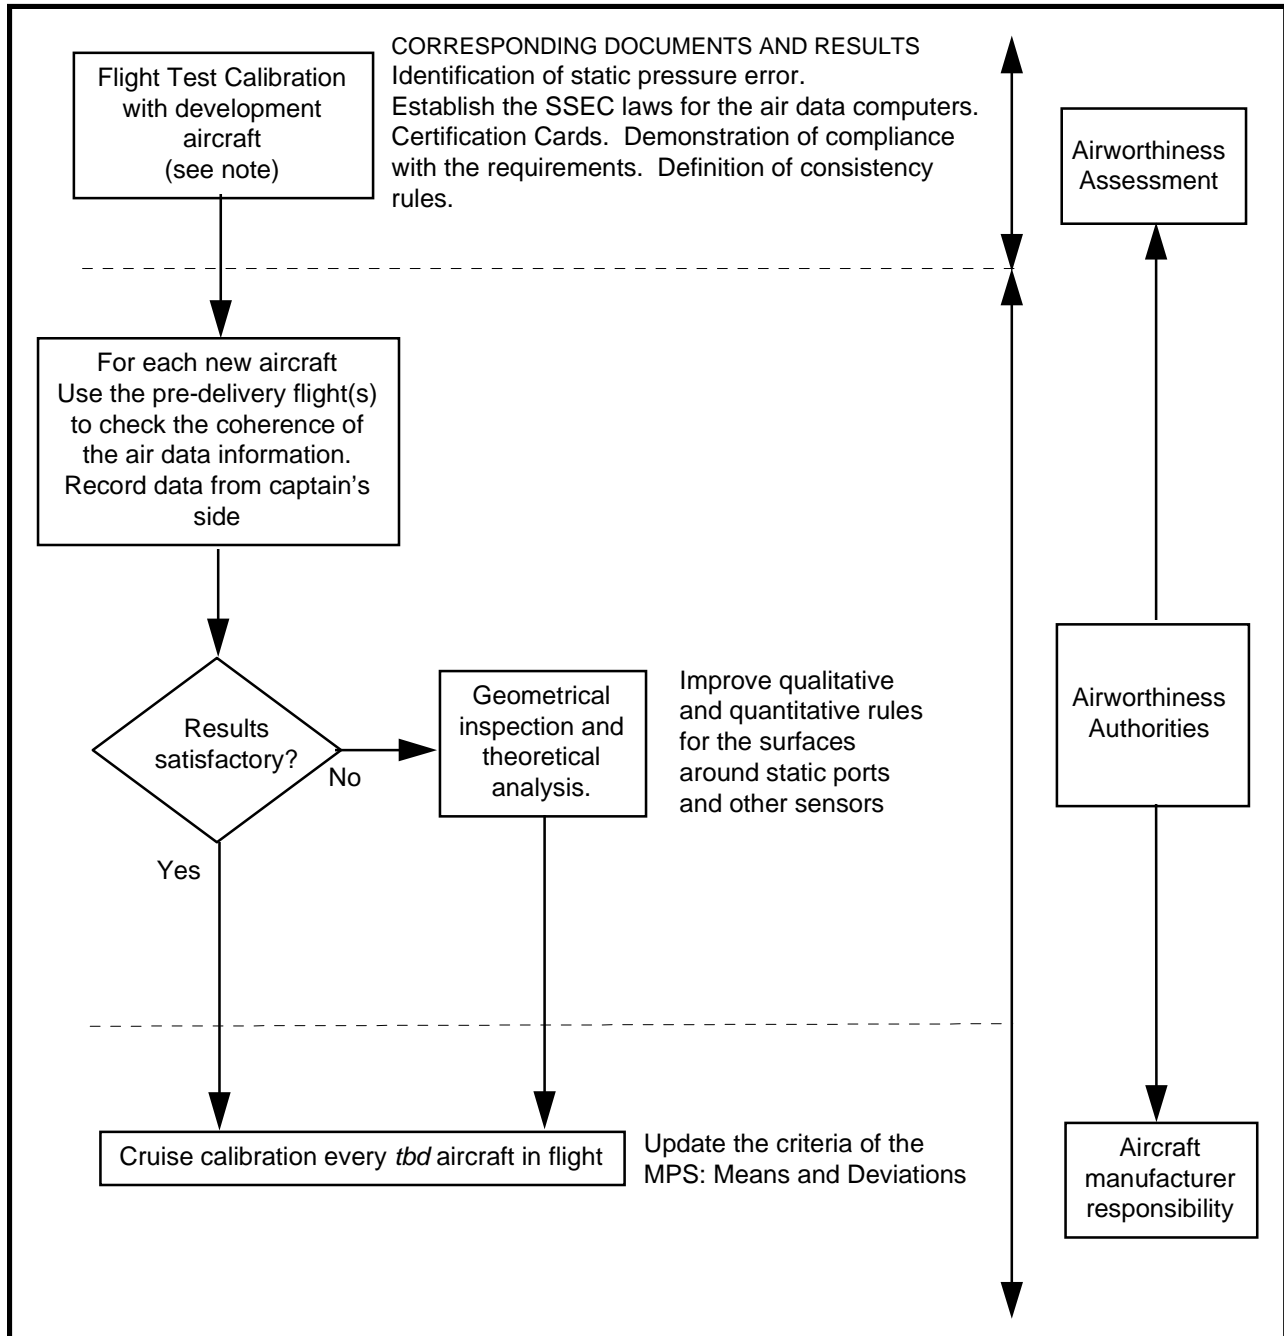 Flight Test Calibration
with development
aircraft
(see note)
CORRESPONDING DOCUMENTS AND RESULTS
Identification of static pressure error.
Establish the SSEC laws for the air data computers.
Certification Cards.  Demonstration of compliance
with the requirements.  Definition of consistency
rules.
Airworthiness
Assessment
For each new aircraft
Use the pre-delivery flight(s)
to check the coherence of
the air data information.
Record data from captain’s
side
Results
satisfactory?
No
Yes
Geometrical
inspection and
theoretical
analysis.
Improve qualitative
and quantitative rules
for the surfaces
around static ports
and other sensors
Airworthiness
Authorities
Cruise calibration every tbd aircraft in flight
Update the criteria of the
MPS: Means and Deviations
Aircraft
manufacturer
responsibility